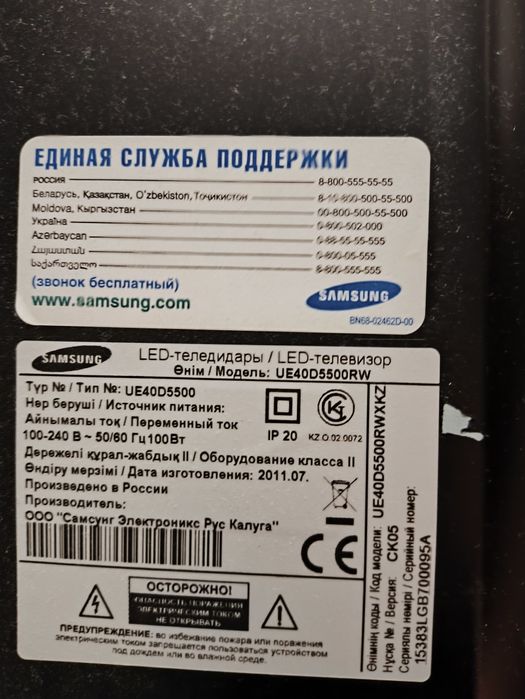 ЕДИНАЯ СЛУЖБА ПОДДЕРЖКИ
РОССИЯ 8-800-555-55-55
Беларусь, Қазақстан, O'zbekiston, Тоҷикистон 8-10-800-500-55-500
Moldova, Кыргызстан 00-800-500-55-500
Україна 0-800-502-000
Azərbaycan 0-88-55-55-555
Հայաստան 0-800-05-555
საქართველო 8-800-555-555
(звонок бесплатный)
www.samsung.com
SAMSUNG
BN68-02462D-00
SAMSUNG
LED-теледидары / LED-телевизор
Өнім / Модель: UE40D5500RW
Түр № / Тип №: UE40D5500
Нәр беруші / Источник питания:
Айнымалы ток / Переменный ток
100-240 В ~ 50/60 Гц 100Вт
IP 20
KZ O.02.0072
Дәрежелі құрал-жабдық II / Оборудование класса II
Өндіру мерзімі / Дата изготовления: 2011.07.
Произведено в России
Производитель:
ООО "Самсунг Электроникс Рус Калуга"
CE
ОСТОРОЖНО!
ОПАСНОСТЬ ПОРАЖЕНИЯ
ЭЛЕКТРИЧЕСКИМ ТОКОМ
НЕ ОТКРЫВАТЬ
ПРЕДУПРЕЖДЕНИЕ: во избежание пожара или поражения
электрическим током запрещается пользоваться устройством
под дождем или во влажной среде.
Өнімнің коды / Код модели: UE40D5500RWXKZ
Нұсқа № / Версия: CK05
Сериялы нөмірі / Серийный номер:
15383LGB700095A